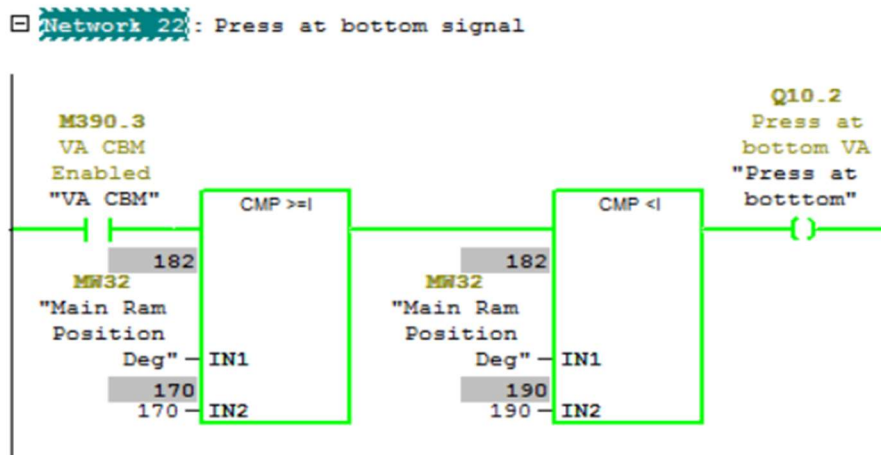 Network 22: Press at bottom signal
M390.3
VA CBM
Enabled
"VA CBM"
CMP >=I
182
MW32
"Main Ram
Position
Deg"
IN1
170
170
IN2
CMP <I
182
MW32
"Main Ram
Position
Deg"
IN1
190
190
IN2
Q10.2
Press at
bottom VA
"Press at
botttom"